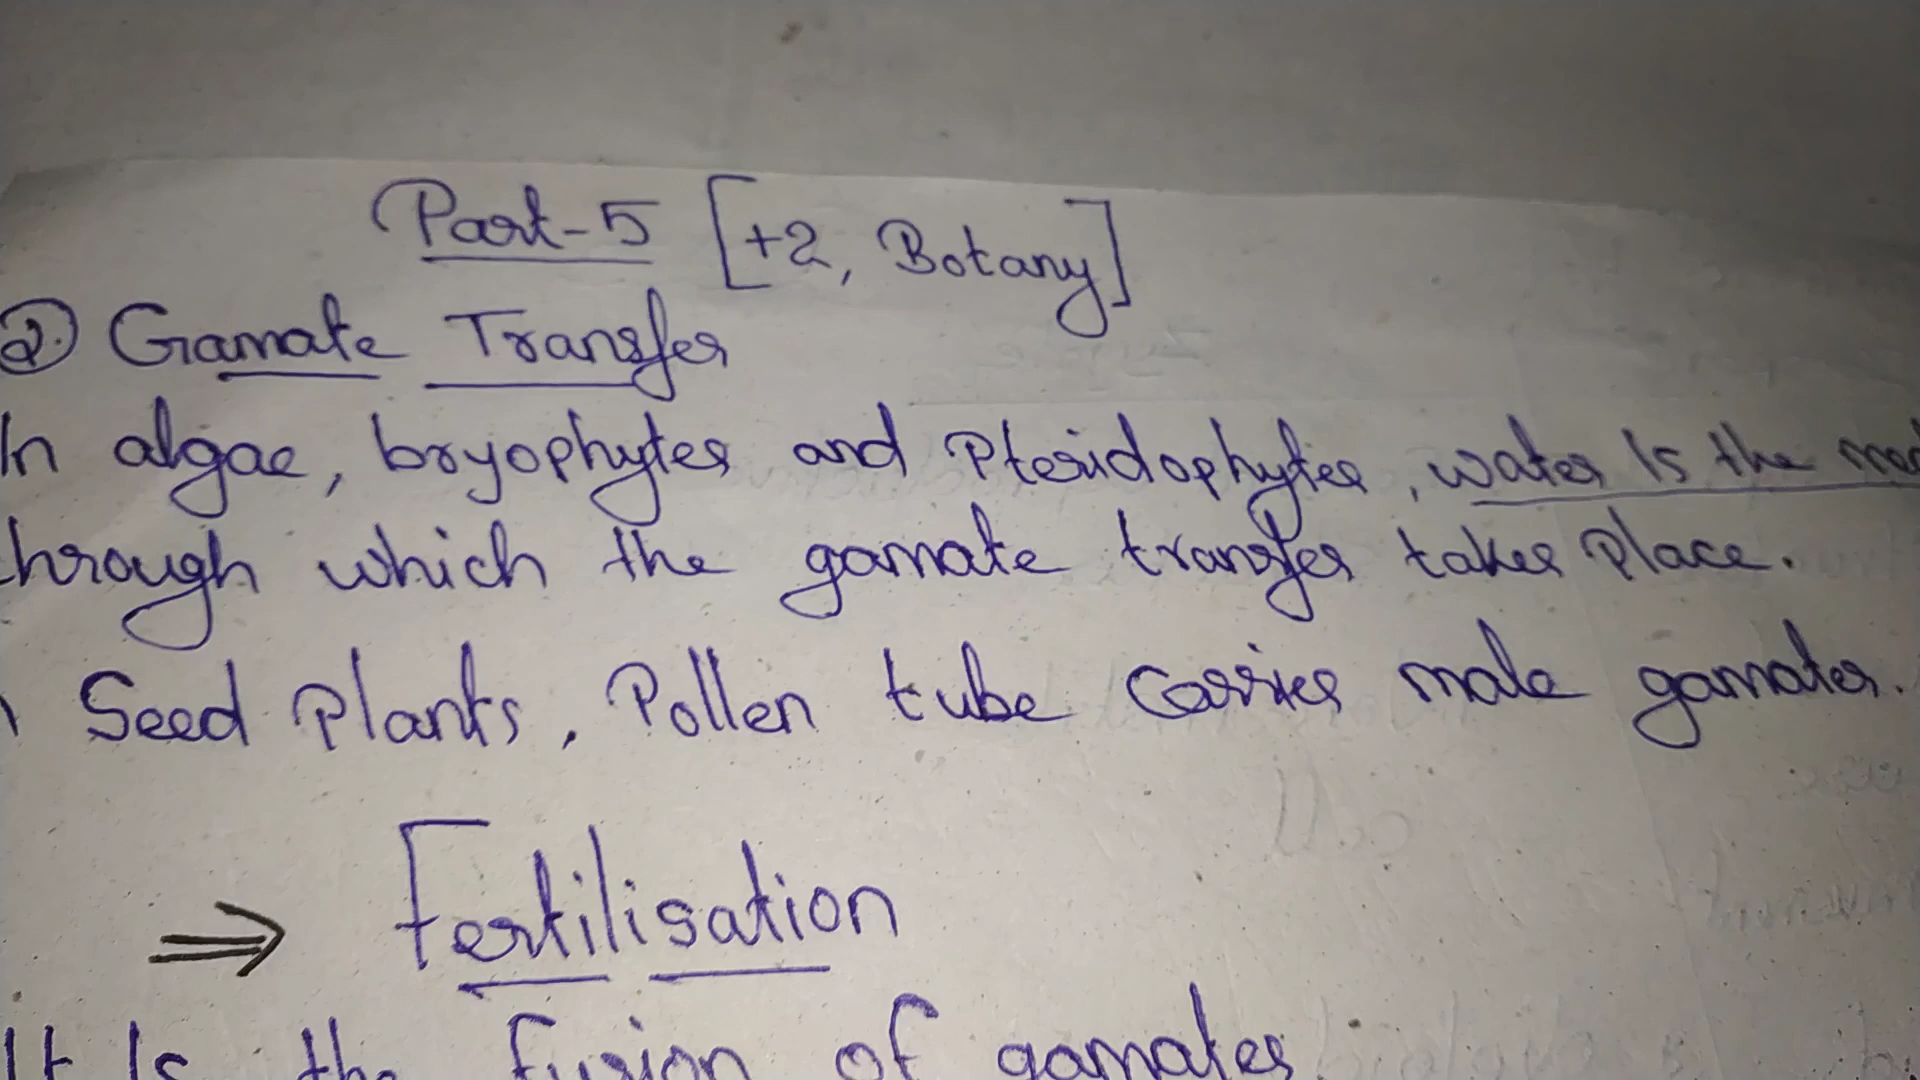 Part-5 [+2, Botany]
2. Gamate Transfer
In algae, bryophytes and Pteridophytes, water Is the
through which the gamate transfer takes place.
Seed Plants, Pollen tube Carries male gamates.
⇒ Fertilisation
It Is the fusion of gamates